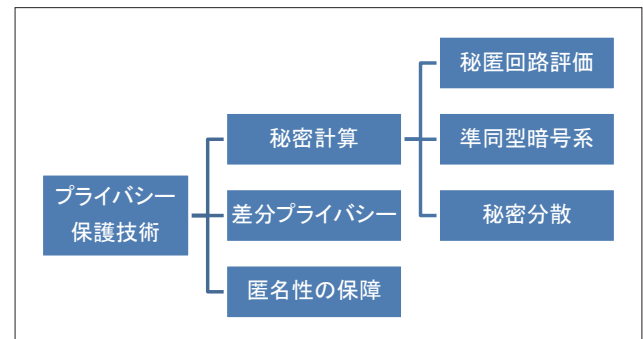 プライバシー
保護技術
秘密計算
差分プライバシー
匿名性の保障
秘匿回路評価
準同型暗号系
秘密分散